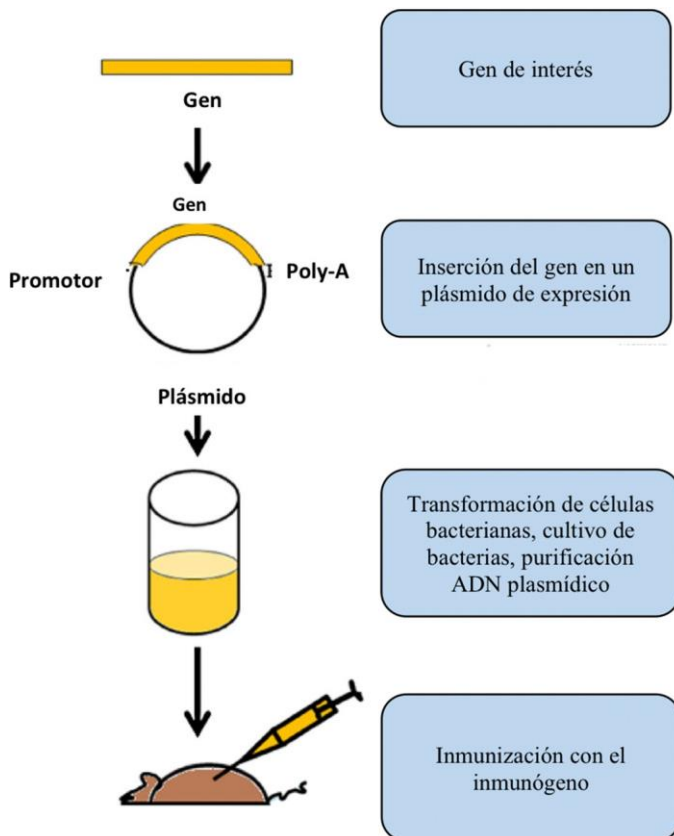 Gen de interés
Gen
Gen
Promotor
Poly-A
Inserción del gen en un
plásmido de expresión
Plásmido
Transformación de células
bacterianas, cultivo de
bacterias, purificación
ADN plasmídico
Inmunización con el
inmunógeno